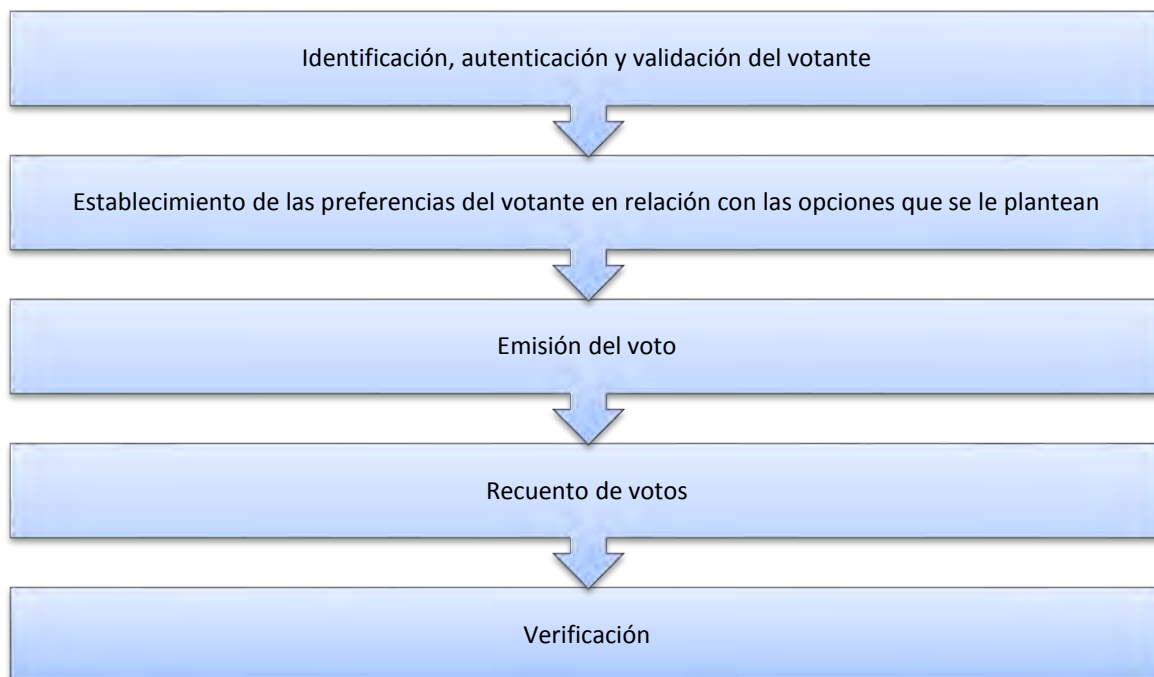 Identificación, autenticación y validación del votante
Establecimiento de las preferencias del votante en relación con las opciones que se le plantean
Emisión del voto
Recuento de votos
Verificación